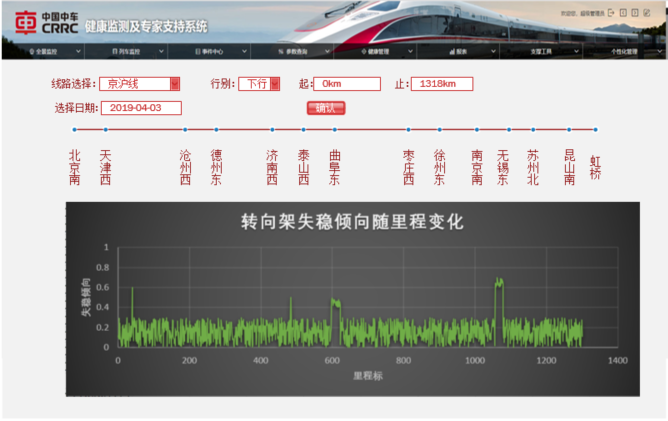 中国中车
CRRC
健康监测及专家支持系统
欢迎您，超级管理员
全景监控
列车监控
事件中心
参数查询
健康管理
报表
支撑工具
个性化管理
线路选择： 京沪线 行别： 下行 起： 0km 止： 1318km
选择日期： 2019-04-03 确认
北京南 天津西 沧州西 德州东 济南西 泰山西 曲阜东 枣庄西 徐州东 南京南 无锡东 苏州北 昆山南 虹桥
转向架失稳倾向随里程变化
失稳倾向
1
0.8
0.6
0.4
0.2
0
0 200 400 600 800 1000 1200 1400
里程标